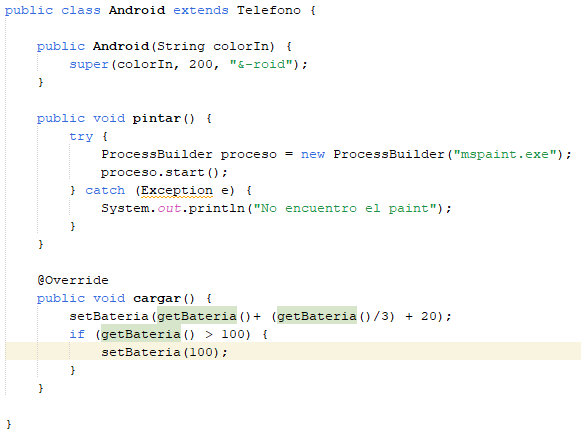 public class Android extends Telefono {
public Android(String colorIn) {
super(colorIn, 200, "&-roid");
}
public void pintar() {
try {
ProcessBuilder proceso = new ProcessBuilder("mspaint.exe");
proceso.start();
} catch (Exception e) {
System.out.println("No encuentro el paint");
}
}
@Override
public void cargar() {
setBateria(getBateria()+ (getBateria()/3) + 20);
if (getBateria() > 100) {
setBateria(100);
}
}
}